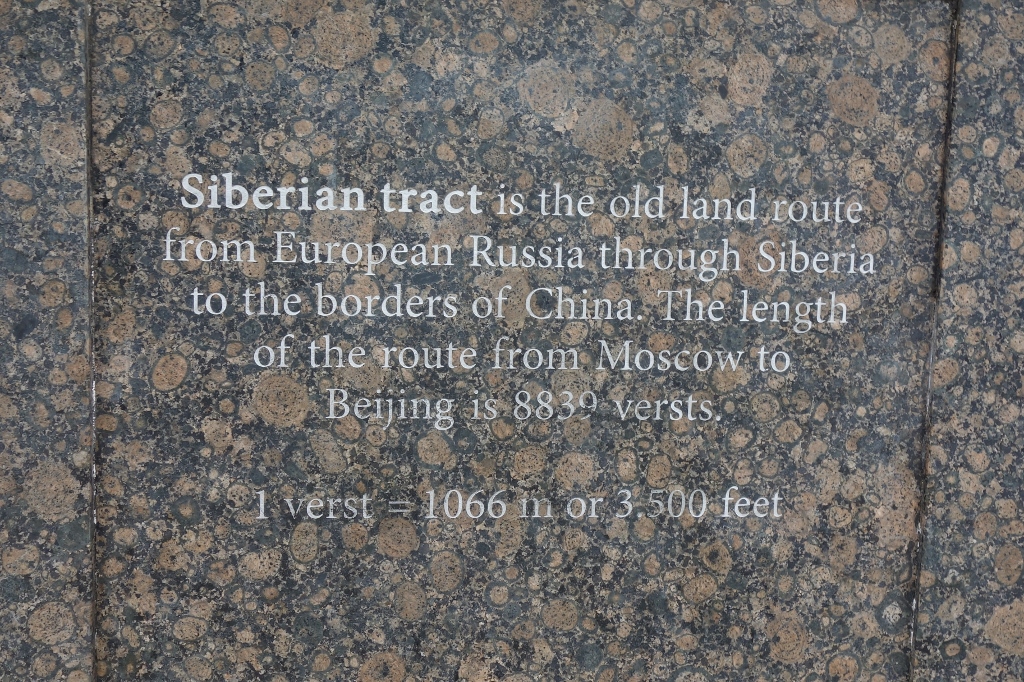 Siberian tract is the old land route
from European Russia through Siberia
to the borders of China. The length
of the route from Moscow to
Beijing is 8839 versts.
1 verst = 1066 m or 3.500 feet